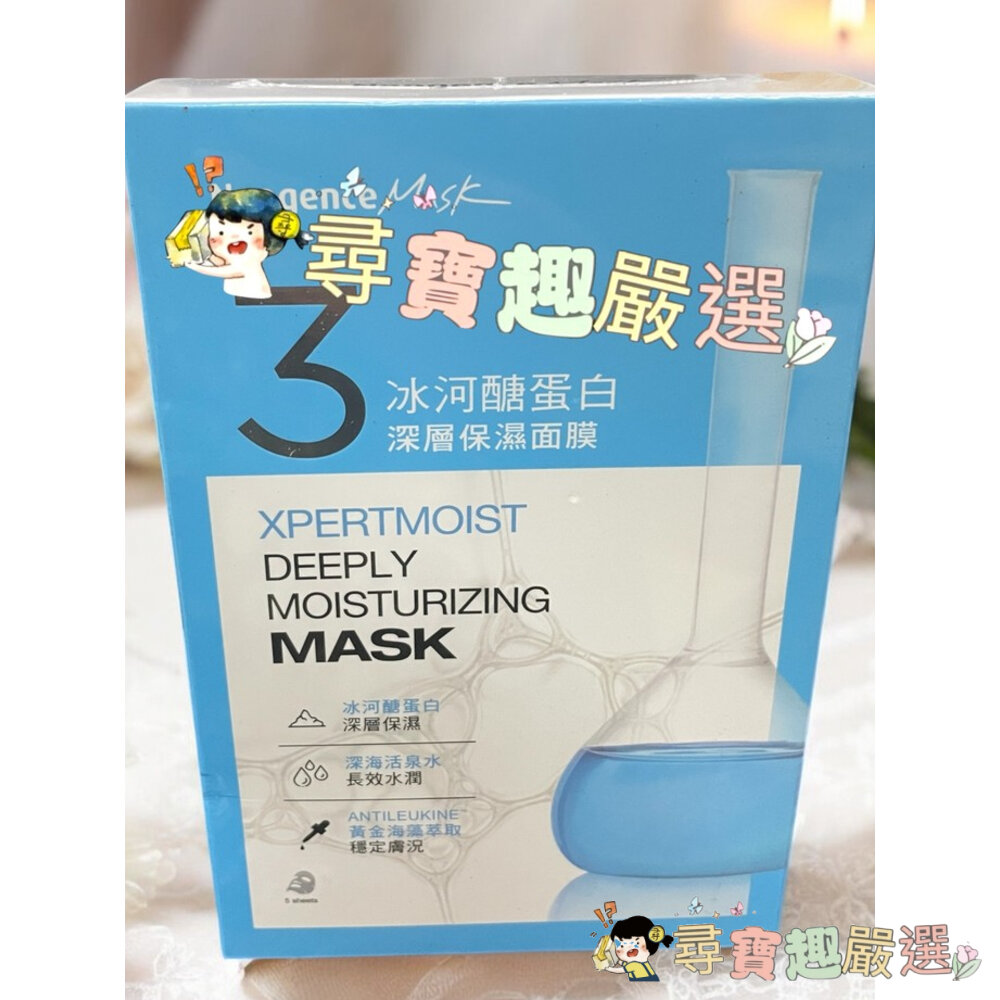 Mask
尋寶趣嚴選
3
冰河醣蛋白
深層保濕面膜
XPERTMOIST
DEEPLY
MOISTURIZING
MASK
冰河醣蛋白
深層保濕
深海活泉水
長效水潤
ANTILEUKINE™
黃金海藻萃取
穩定膚況
5 sheets
尋寶趣嚴選